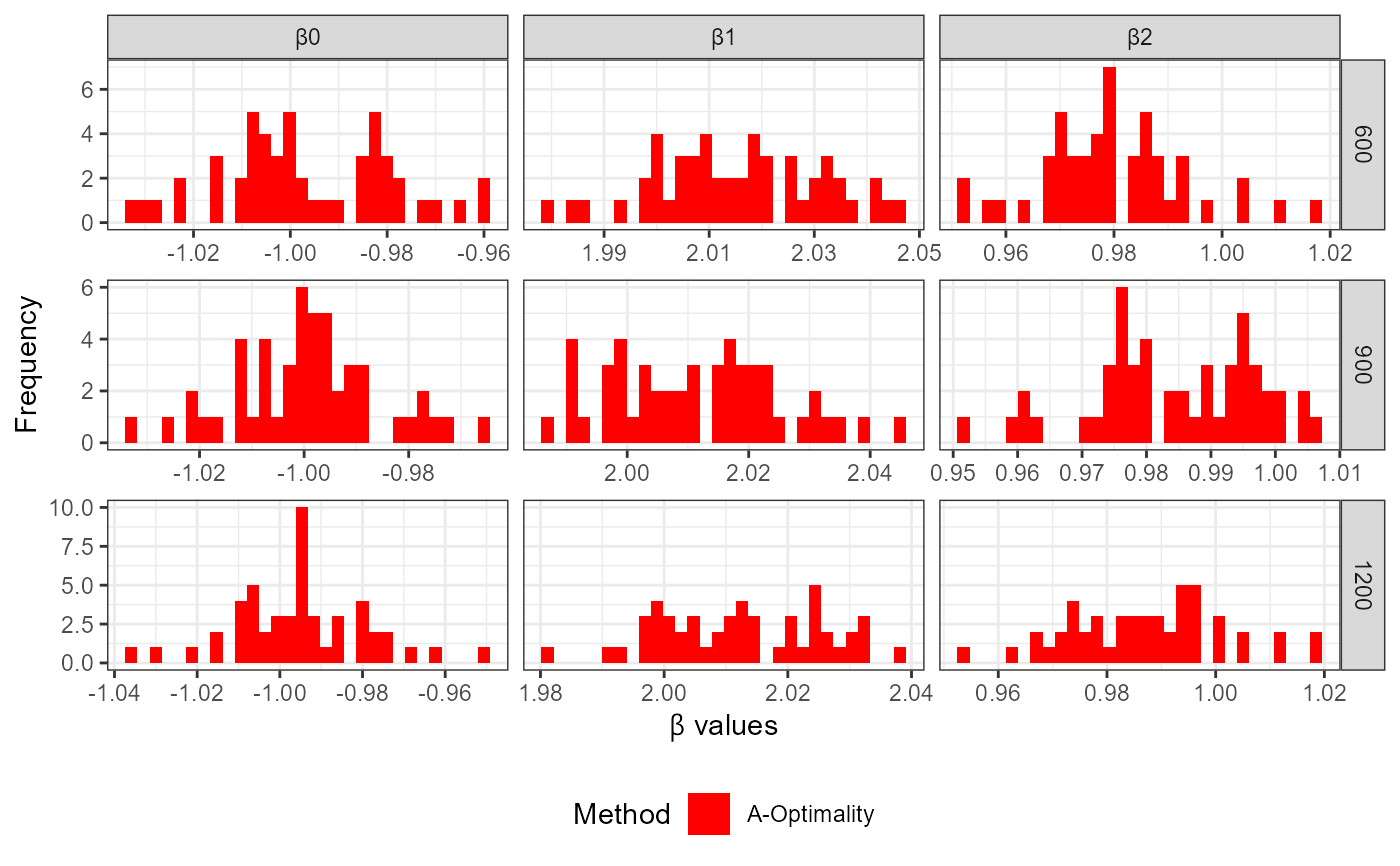 β0 β1 β2
6
4
2
0
600
-1.02 -1.00 -0.98 -0.96 1.99 2.01 2.03 2.05 0.96 0.98 1.00 1.02
6
4
2
0
900
-1.02 -1.00 -0.98 2.00 2.02 2.04 0.95 0.96 0.97 0.98 0.99 1.00 1.01
Frequency
10.0
7.5
5.0
2.5
0.0
1200
-1.04 -1.02 -1.00 -0.98 -0.96 1.98 2.00 2.02 2.04 0.96 0.98 1.00 1.02
β values
Method A-Optimality